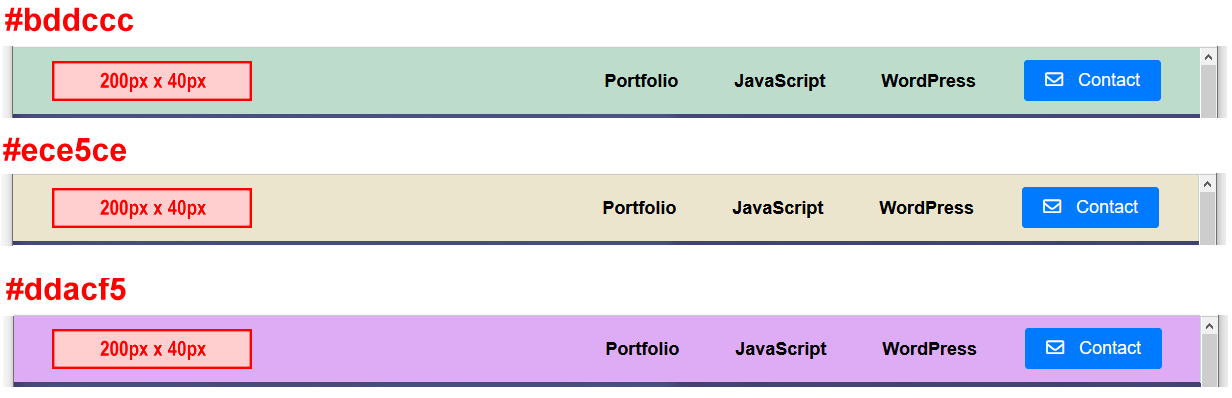 #bddccc
200px x 40px Portfolio JavaScript WordPress Contact
#ece5ce
200px x 40px Portfolio JavaScript WordPress Contact
#ddacf5
200px x 40px Portfolio JavaScript WordPress Contact